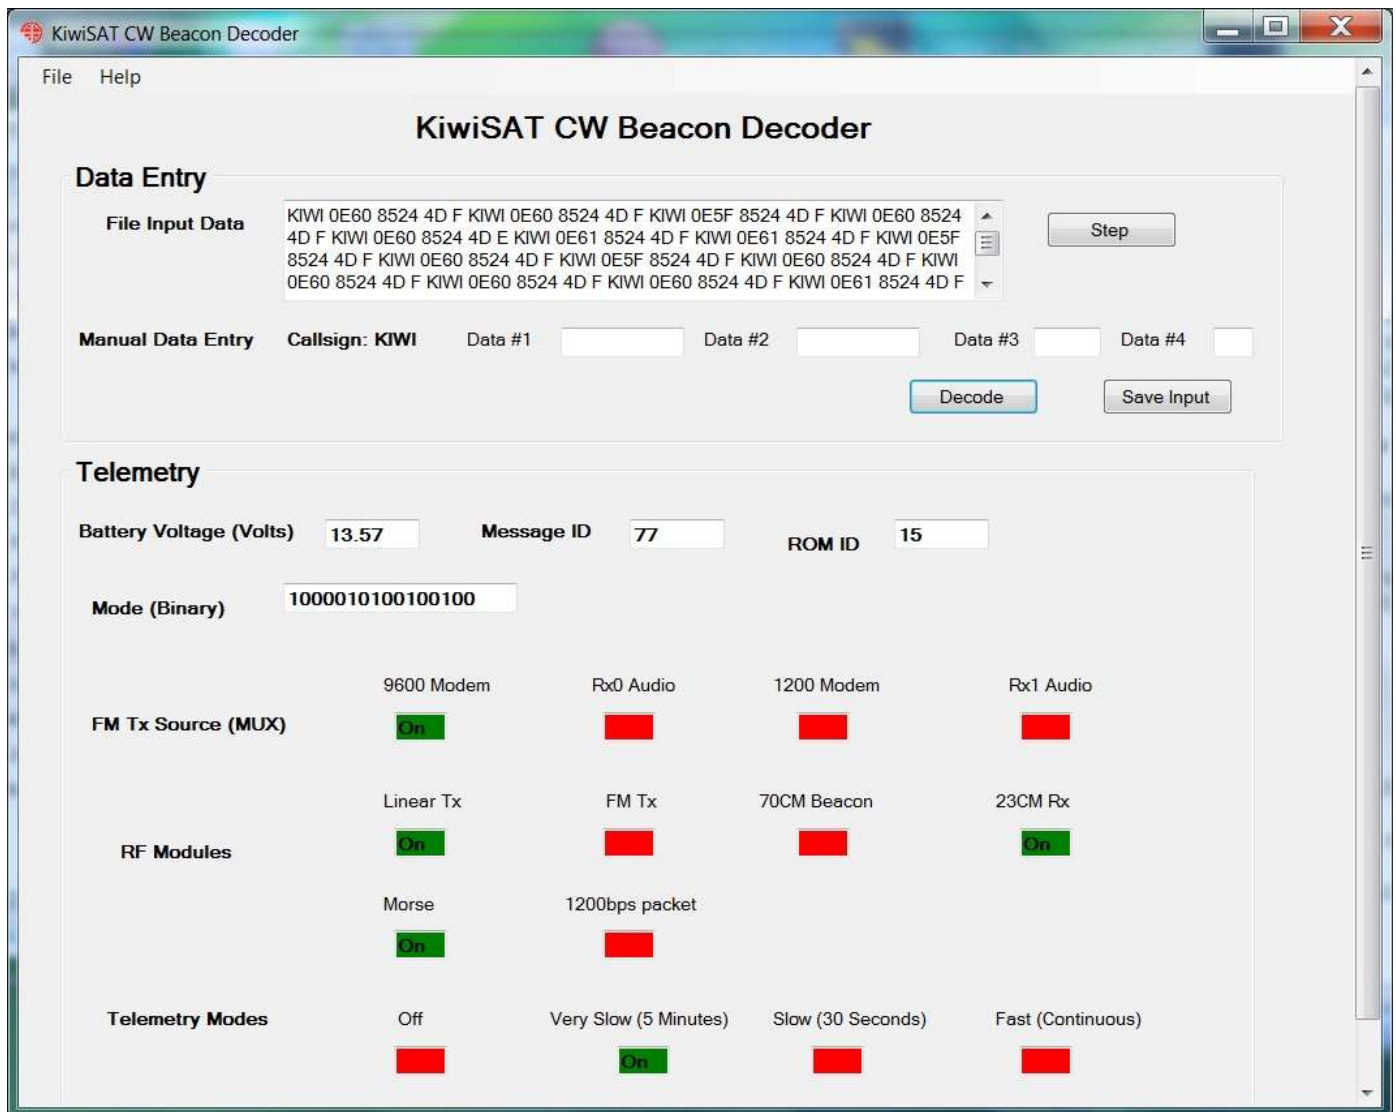 KiwiSAT CW Beacon Decoder
File Help
KiwiSAT CW Beacon Decoder
Data Entry
File Input Data
KIWI 0E60 8524 4D F KIWI 0E60 8524 4D F KIWI 0E5F 8524 4D F KIWI 0E60 8524
4D F KIWI 0E60 8524 4D E KIWI 0E61 8524 4D F KIWI 0E61 8524 4D F KIWI 0E5F
8524 4D F KIWI 0E60 8524 4D F KIWI 0E5F 8524 4D F KIWI 0E60 8524 4D F KIWI
0E60 8524 4D F KIWI 0E60 8524 4D F KIWI 0E60 8524 4D F KIWI 0E61 8524 4D F
Step
Manual Data Entry Callsign: KIWI Data #1 Data #2 Data #3 Data #4
Decode Save Input
Telemetry
Battery Voltage (Volts) 13.57 Message ID 77 ROM ID 15
Mode (Binary) 1000010100100100
9600 Modem Rx0 Audio 1200 Modem Rx1 Audio
FM Tx Source (MUX) On
Linear Tx FM Tx 70CM Beacon 23CM Rx
RF Modules On On
Morse 1200bps packet
On
Telemetry Modes Off Very Slow (5 Minutes) Slow (30 Seconds) Fast (Continuous)
On